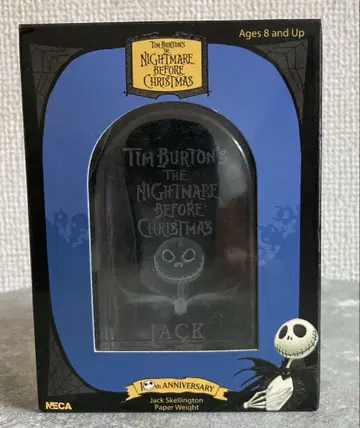 Ages 8 and Up
TIM BURTON'S
THE
NIGHTMARE
BEFORE
CHRISTMAS
TIM BURTON'S
THE
NIGHTMARE
BEFORE
CHRISTMAS
JACK
10th ANNIVERSARY
Jack Skellington
Paper Weight
NECA